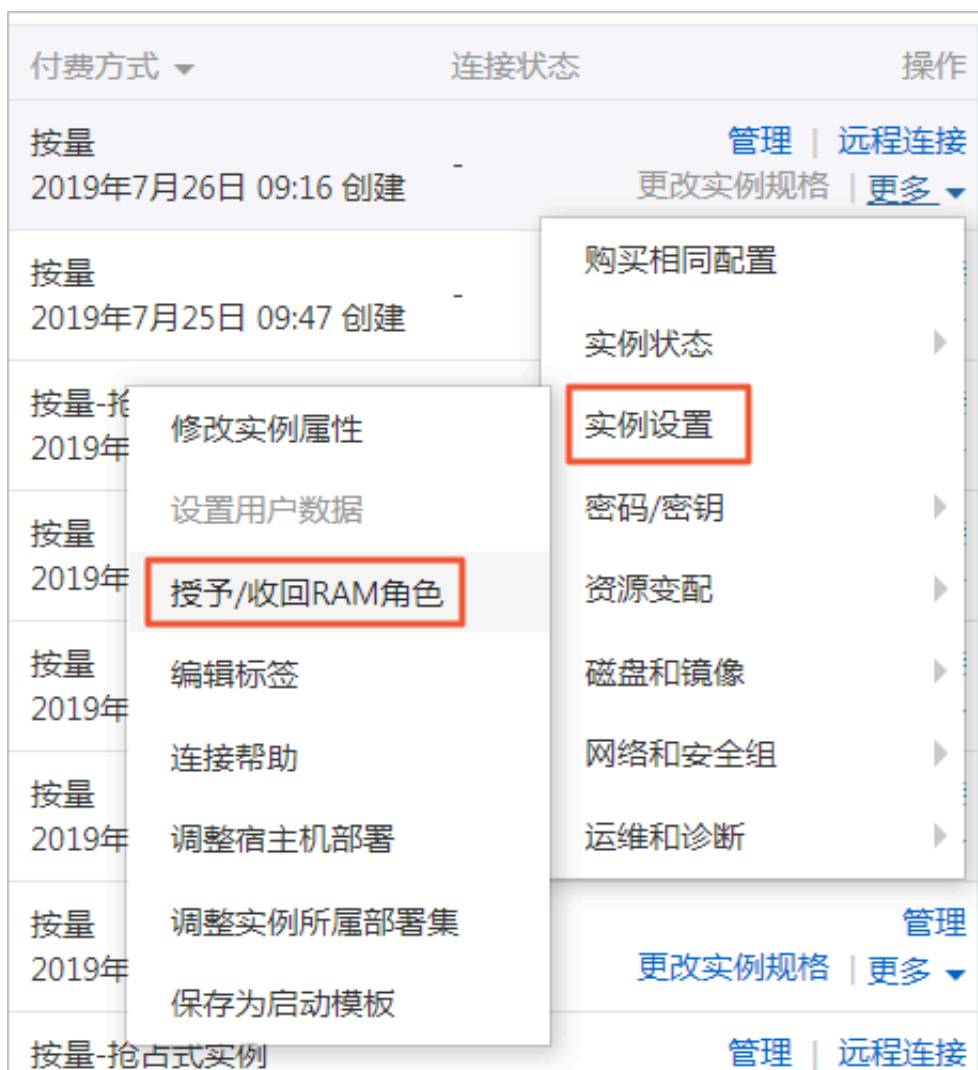 付费方式
连接状态
操作
按量
2019年7月26日 09:16 创建
-
管理 | 远程连接
更改实例规格 | 更多
按量
2019年7月25日 09:47 创建
-
购买相同配置
实例状态
实例设置
密码/密钥
资源变配
磁盘和镜像
网络和安全组
运维和诊断
按量-抢
2019年
修改实例属性
设置用户数据
授予/收回RAM角色
编辑标签
连接帮助
调整宿主机部署
调整实例所属部署集
保存为启动模板
按量
2019年
按量
2019年
按量
2019年
按量
2019年
管理
更改实例规格 | 更多
按量-抢占式实例
管理 | 远程连接